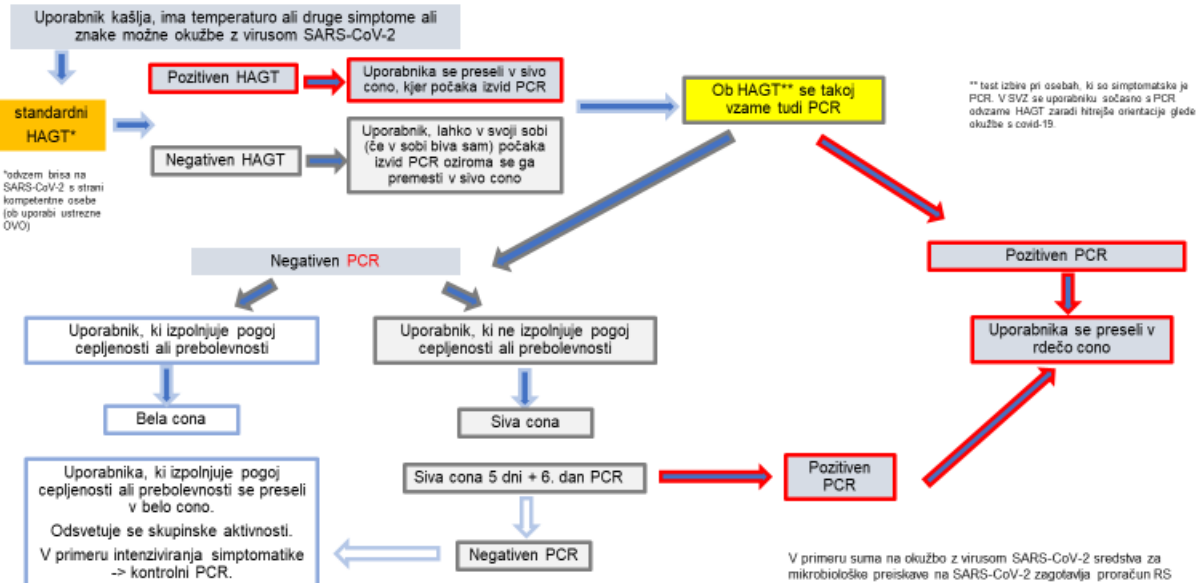 Uporabnik kašlja, ima temperaturo ali druge simptome ali
znake možne okužbe z virusom SARS-CoV-2
standardni
HAGT*
*odvzem brisa na
SARS-CoV-2 s strani
kompetentne osebe
(ob uporabi ustrezne
OVO)
Pozitiven HAGT
Uporabnika se preseli v sivo
cono, kjer počaka izvid PCR
Negativen HAGT
Uporabnik, lahko v svoji sobi
(če v sobi biva sam) počaka
izvid PCR oziroma se ga
premesti v sivo cono
Ob HAGT** se takoj
vzame tudi PCR
** test izbire pri osebah, ki so simptomatske je
PCR. V SVZ se uporabniku sočasno s PCR
odvzame HAGT zaradi hitrejše orientacije glede
okužbe s covid-19.
Negativen PCR
Pozitiven PCR
Uporabnik, ki izpolnjuje pogoj
cepljenosti ali prebolevnosti
Uporabnik, ki ne izpolnjuje pogoj
cepljenosti ali prebolevnosti
Uporabnika se preseli v
rdečo cono
Bela cona
Siva cona
Uporabnika, ki izpolnjuje pogoj
cepljenosti ali prebolevnosti se preseli
v belo cono.
Odsvetuje se skupinske aktivnosti.
V primeru intenziviranja simptomatike
-> kontrolni PCR.
Siva cona 5 dni + 6. dan PCR
Pozitiven
PCR
Negativen PCR
V primeru suma na okužbo z virusom SARS-CoV-2 sredstva za
mikrobiološke preiskave na SARS-CoV-2 zagotavlja proračun RS